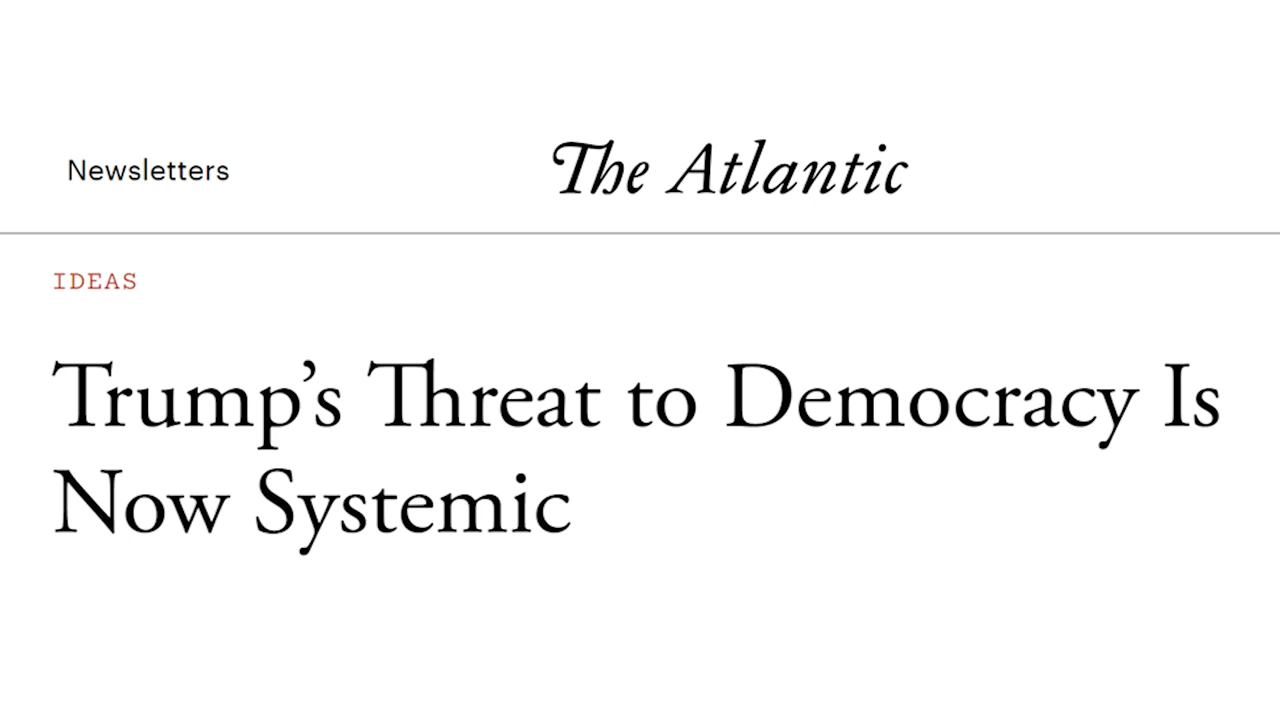 Newsletters
The Atlantic
IDEAS
Trump’s Threat to Democracy Is
Now Systemic